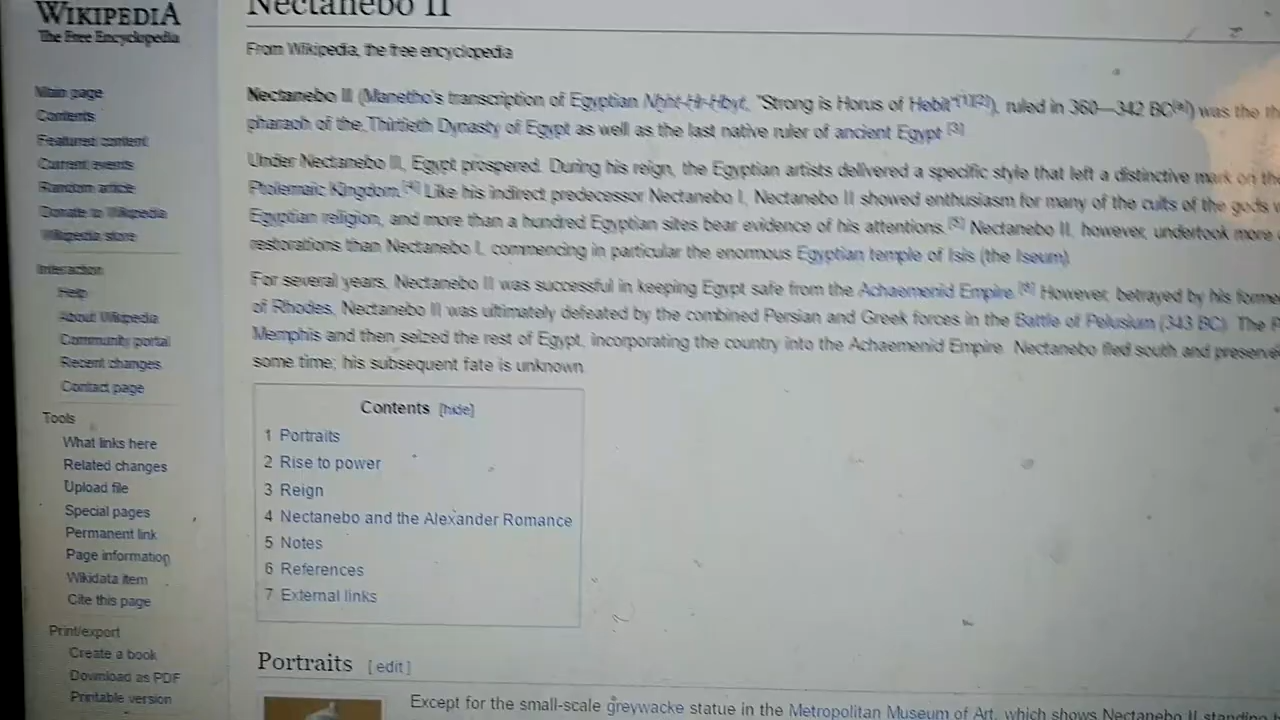 WIKIPEDIA
The Free Encyclopedia
Main page
Contents
Featured content
Current events
Random article
Donate to Wikipedia
Wikipedia store
Interaction
Help
About Wikipedia
Community portal
Recent changes
Contact page
Tools
What links here
Related changes
Upload file
Special pages
Permanent link
Page information
Wikidata item
Cite this page
Print/export
Create a book
Download as PDF
Printable version
Nectanebo II
From Wikipedia, the free encyclopedia
Nectanebo II (Manetho's transcription of Egyptian Nḫht-Ḥr-Ḥbyt, "Strong is Horus of Hebit"[1][2]), ruled in 360—342 BC[a]) was the
pharaoh of the Thirtieth Dynasty of Egypt as well as the last native ruler of ancient Egypt.[3]
Under Nectanebo II, Egypt prospered. During his reign, the Egyptian artists delivered a specific style that left a distinctive mark on the
Ptolemaic Kingdom.[4] Like his indirect predecessor Nectanebo I, Nectanebo II showed enthusiasm for many of the cults of the gods
Egyptian religion, and more than a hundred Egyptian sites bear evidence of his attentions.[5] Nectanebo II, however, undertook more
restorations than Nectanebo I, commencing in particular the enormous Egyptian temple of Isis (the Iseum).
For several years, Nectanebo II was successful in keeping Egypt safe from the Achaemenid Empire.[6] However, betrayed by his
of Rhodes, Nectanebo II was ultimately defeated by the combined Persian and Greek forces in the Battle of Pelusium (343 BC). The
Memphis and then seized the rest of Egypt, incorporating the country into the Achaemenid Empire. Nectanebo fled south and
some time; his subsequent fate is unknown.
Contents [hide]
1 Portraits
2 Rise to power
3 Reign
4 Nectanebo and the Alexander Romance
5 Notes
6 References
7 External links
Portraits [edit]
Except for the small-scale greywacke statue in the Metropolitan Museum of Art, which shows Nectanebo II standing